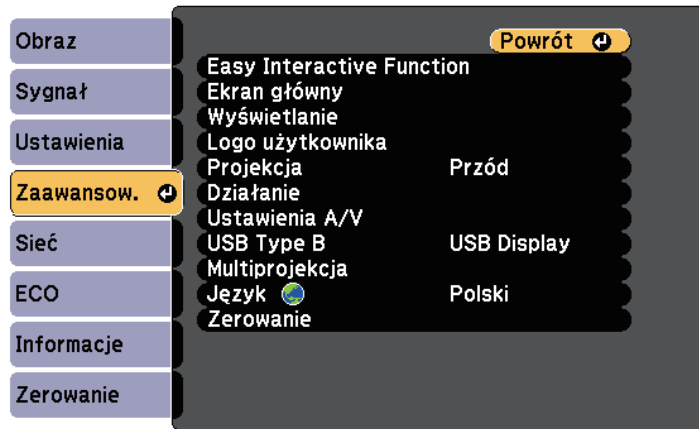 Obraz
Sygnał
Ustawienia
Zaawansow.
Sieć
ECO
Informacje
Zerowanie
Powrót
Easy Interactive Function
Ekran główny
Wyświetlanie
Logo użytkownika
Projekcja Przód
Działanie
Ustawienia A/V
USB Type B USB Display
Multiprojekcja
Język Polski
Zerowanie